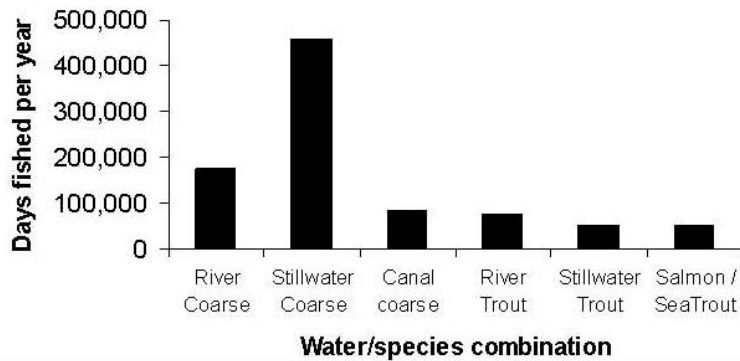 500,000
400,000
300,000
200,000
100,000
0
Days fished per year
River Coarse
Stillwater Coarse
Canal coarse
River Trout
Stillwater Trout
Salmon / SeaTrout
Water/species combination